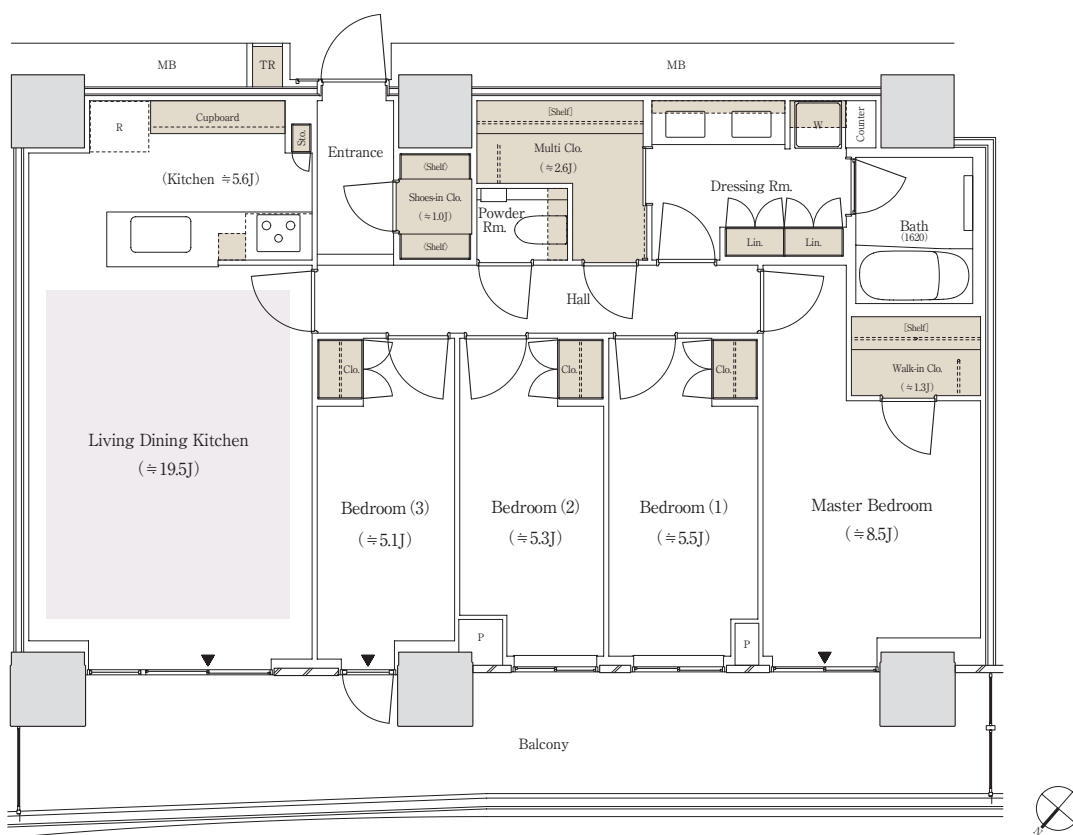 MB
TR
MB
R
Cupboard
Sto.
Entrance
[Shelf]
W
Counter
(Kitchen ≒5.6J)
〈Shelf〉
Shoes-in Clo.
(≒1.0J)
〈Shelf〉
Multi Clo.
(≒2.6J)
Powder
Rm.
Dressing Rm.
Lin.
Lin.
Bath
(1620)
Hall
[Shelf]
Walk-in Clo.
(≒1.3J)
Clo.
Clo.
Clo.
Living Dining Kitchen
(≒19.5J)
Bedroom (3)
(≒5.1J)
Bedroom (2)
(≒5.3J)
Bedroom (1)
(≒5.5J)
Master Bedroom
(≒8.5J)
P
P
Balcony
N